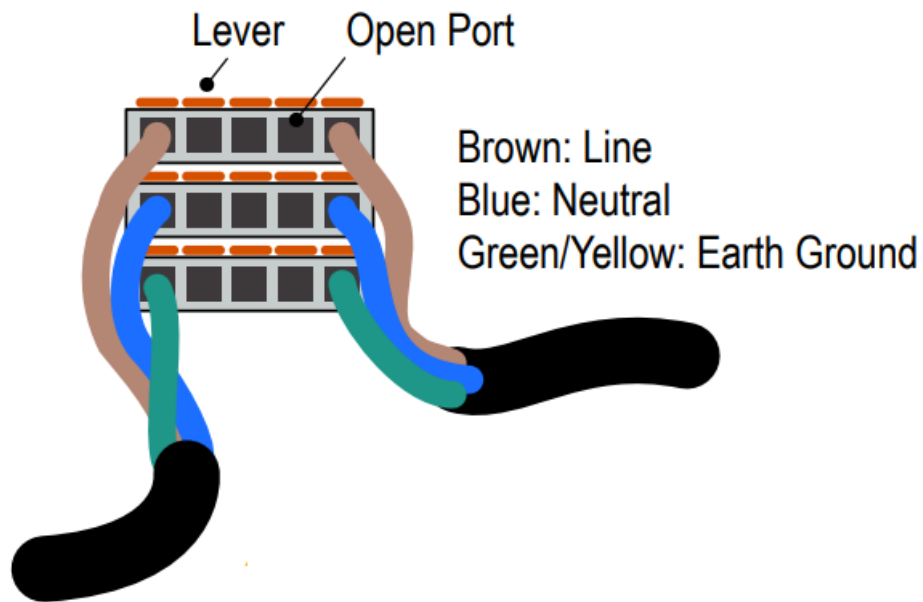 Lever
Open Port
Brown: Line
Blue: Neutral
Green/Yellow: Earth Ground